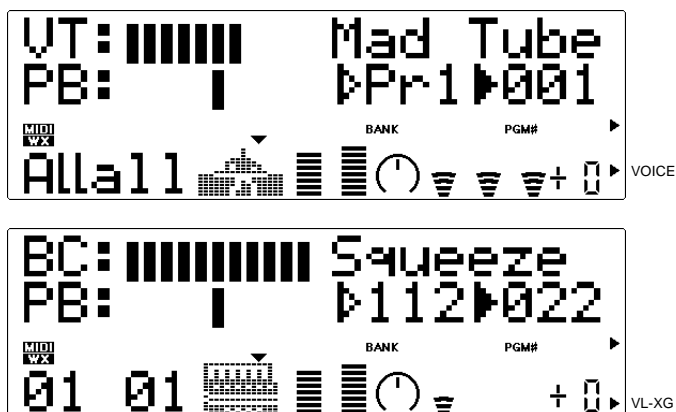 VT: Mad Tube
PB: Pr1 001
MIDI
WX
BANK PGM#
All all + 0 VOICE
BC: Squeeze
PB: 112 022
MIDI
WX
BANK PGM#
01 01 + 0 VL-XG